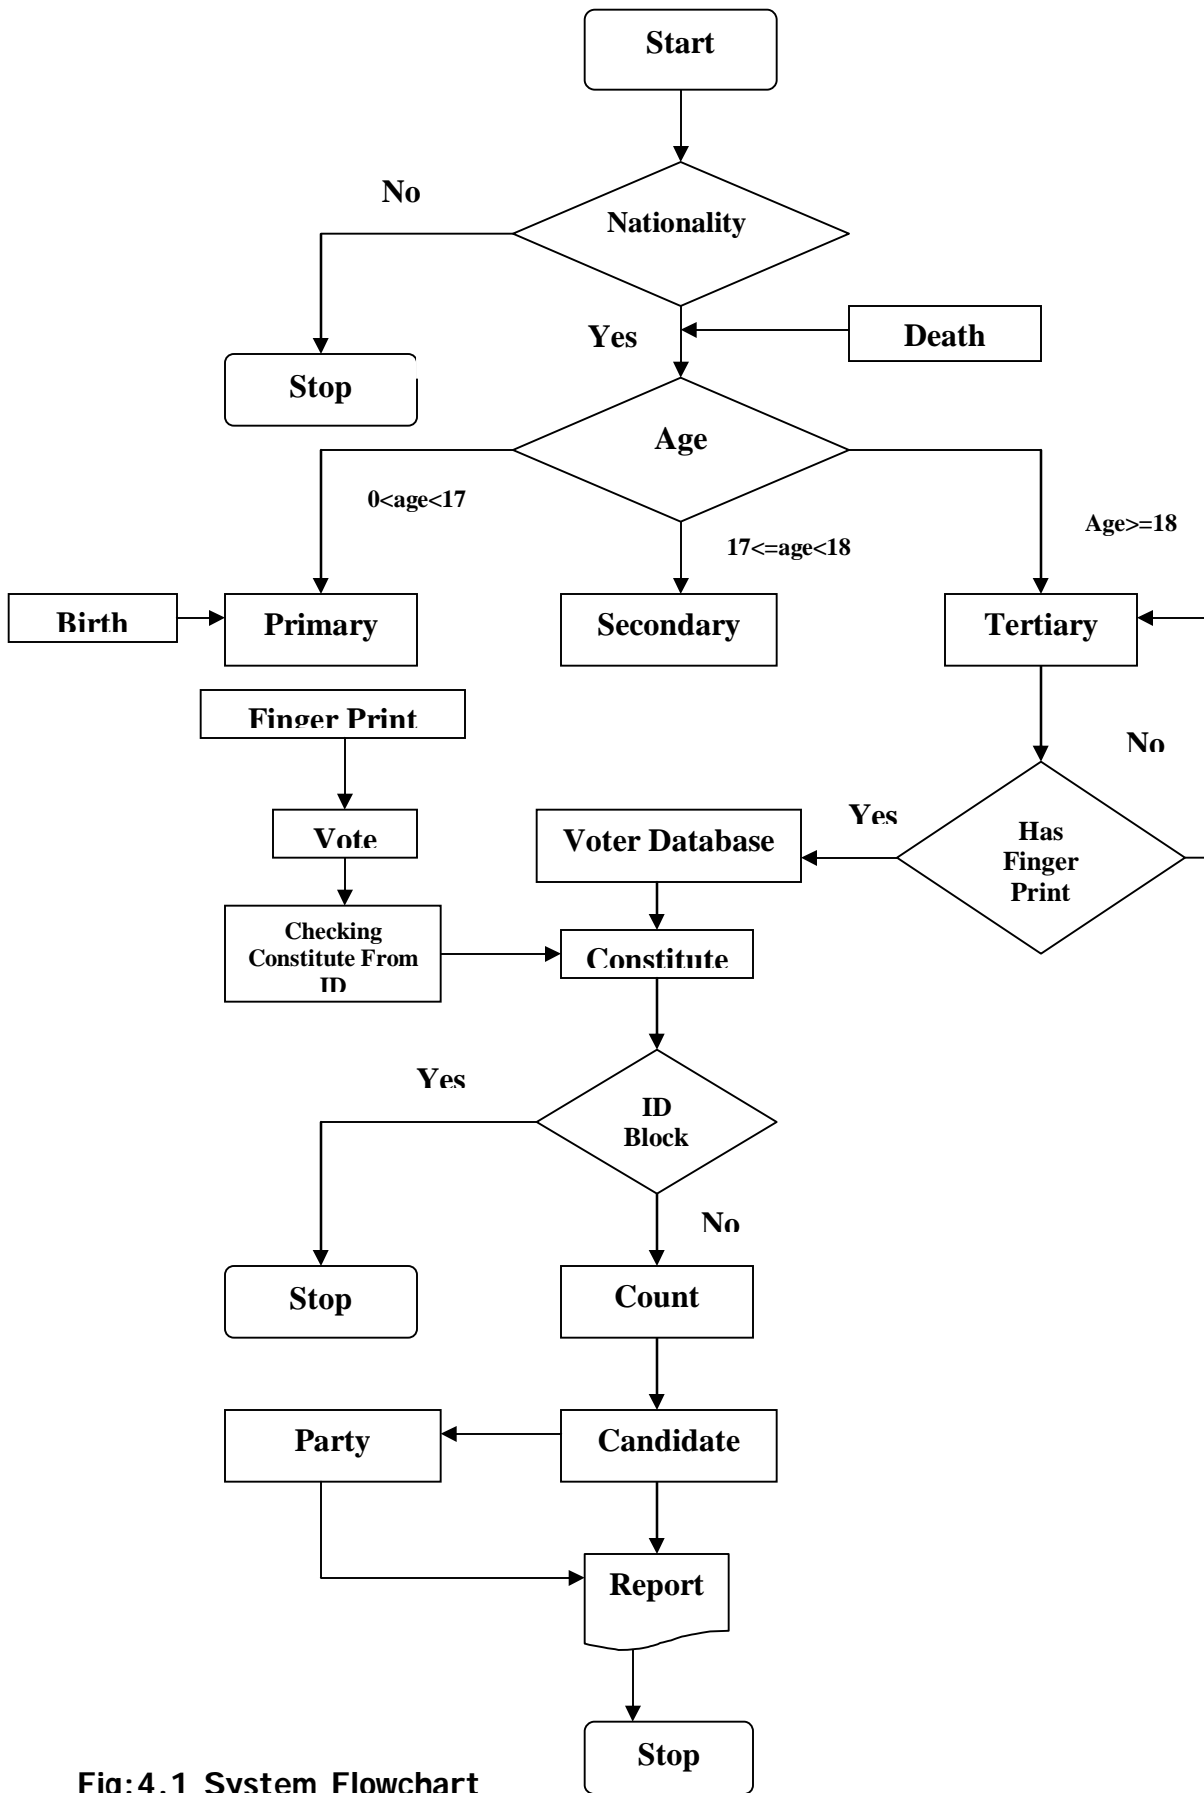 Start
No
Nationality
Yes
Death
Stop
Age
0<age<17
17<=age<18
Age>=18
Birth
Primary
Secondary
Tertiary
Finger Print
No
Yes
Vote
Voter Database
Has
Finger
Print
Checking
Constitute From
ID
Constitute
Yes
ID
Block
No
Stop
Count
Party
Candidate
Report
Stop
Fig:4.1 System Flowchart